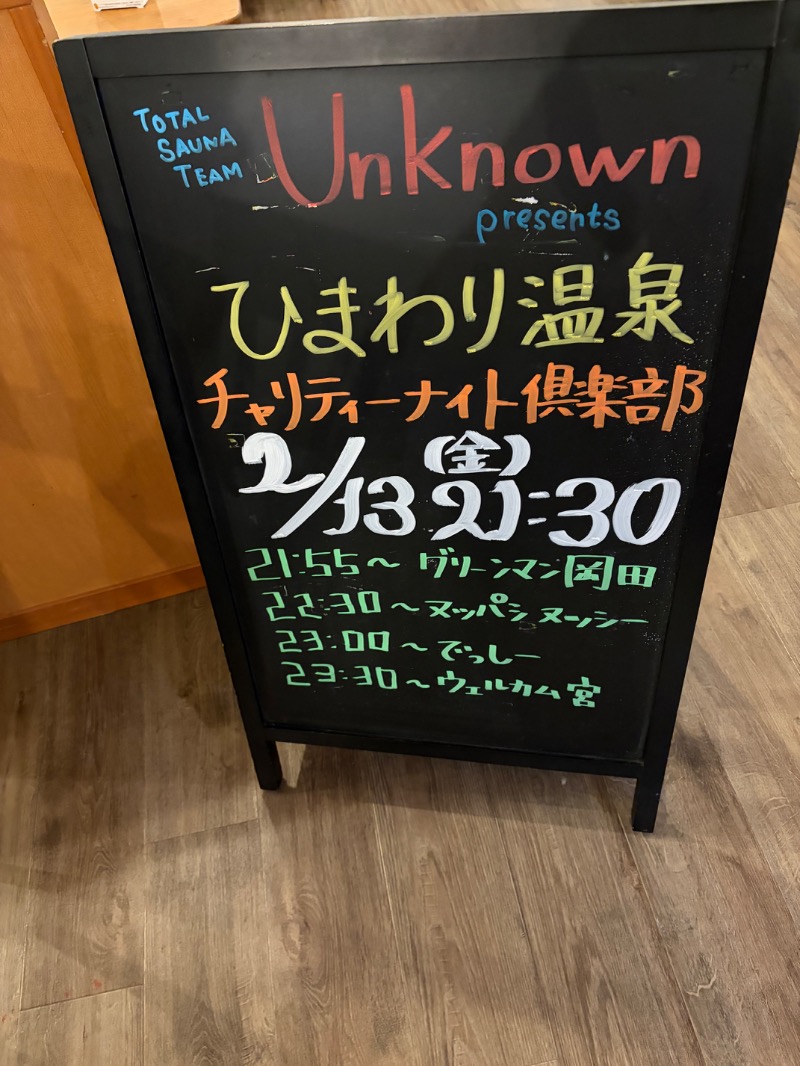 TOTAL
SAUNA
TEAM
Unknown
presents
ひまわり温泉
チャリティーナイト倶楽部
2/13(金)21:30
21:55～ グリーンマン岡田
22:30～ヌッパシ ヌーシー
23:00～でっしー
23:30～ウェルカム宮